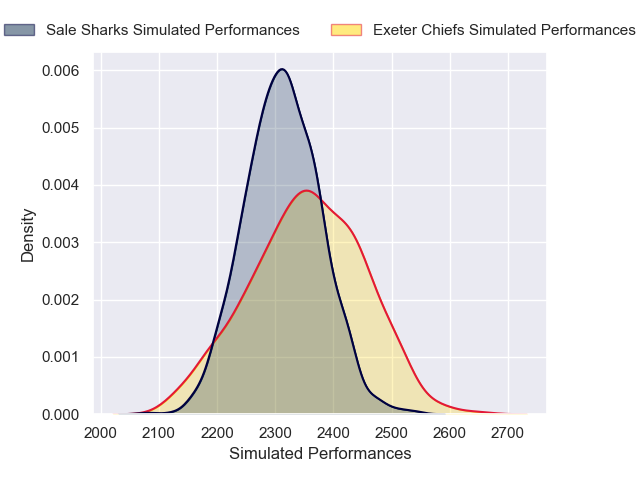 Sale Sharks Simulated Performances Exeter Chiefs Simulated Performances
0.006
0.005
0.004
0.003
0.002
0.001
0.000
Density
2000 2100 2200 2300 2400 2500 2600 2700
Simulated Performances